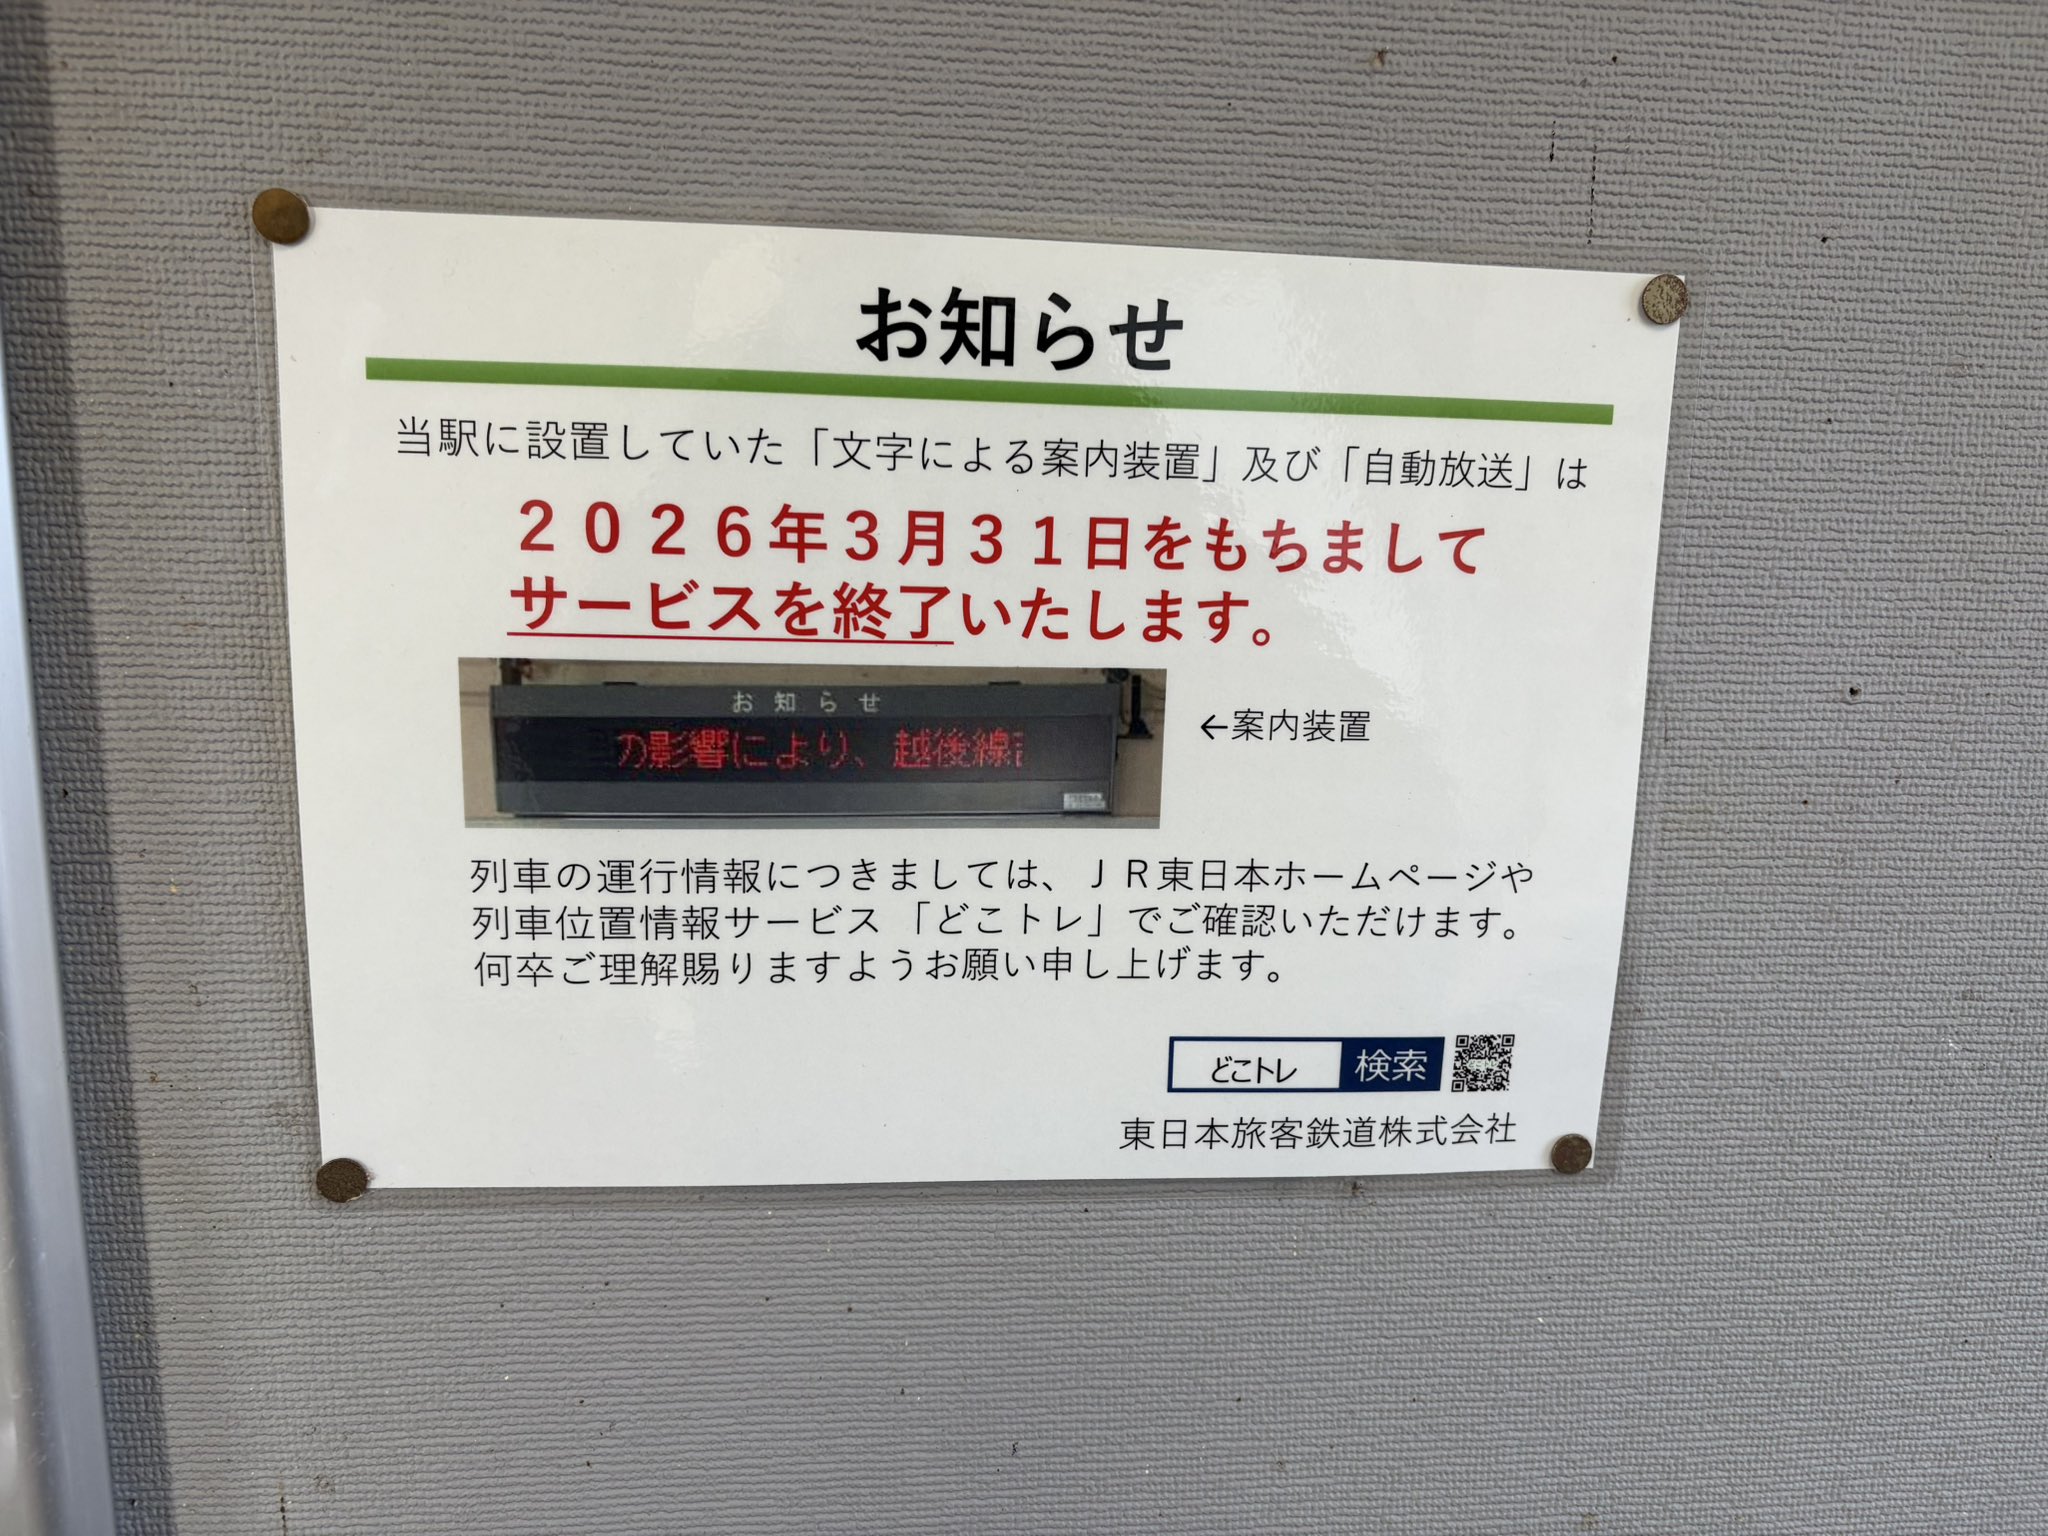 お知らせ
当駅に設置していた「文字による案内装置」及び「自動放送」は
２０２６年３月３１日をもちまして
サービスを終了いたします。
お知らせ
の影響により、越後線
←案内装置
列車の運行情報につきましては、ＪＲ東日本ホームページや
列車位置情報サービス「どこトレ」でご確認いただけます。
何卒ご理解賜りますようお願い申し上げます。
どこトレ 検索
東日本旅客鉄道株式会社